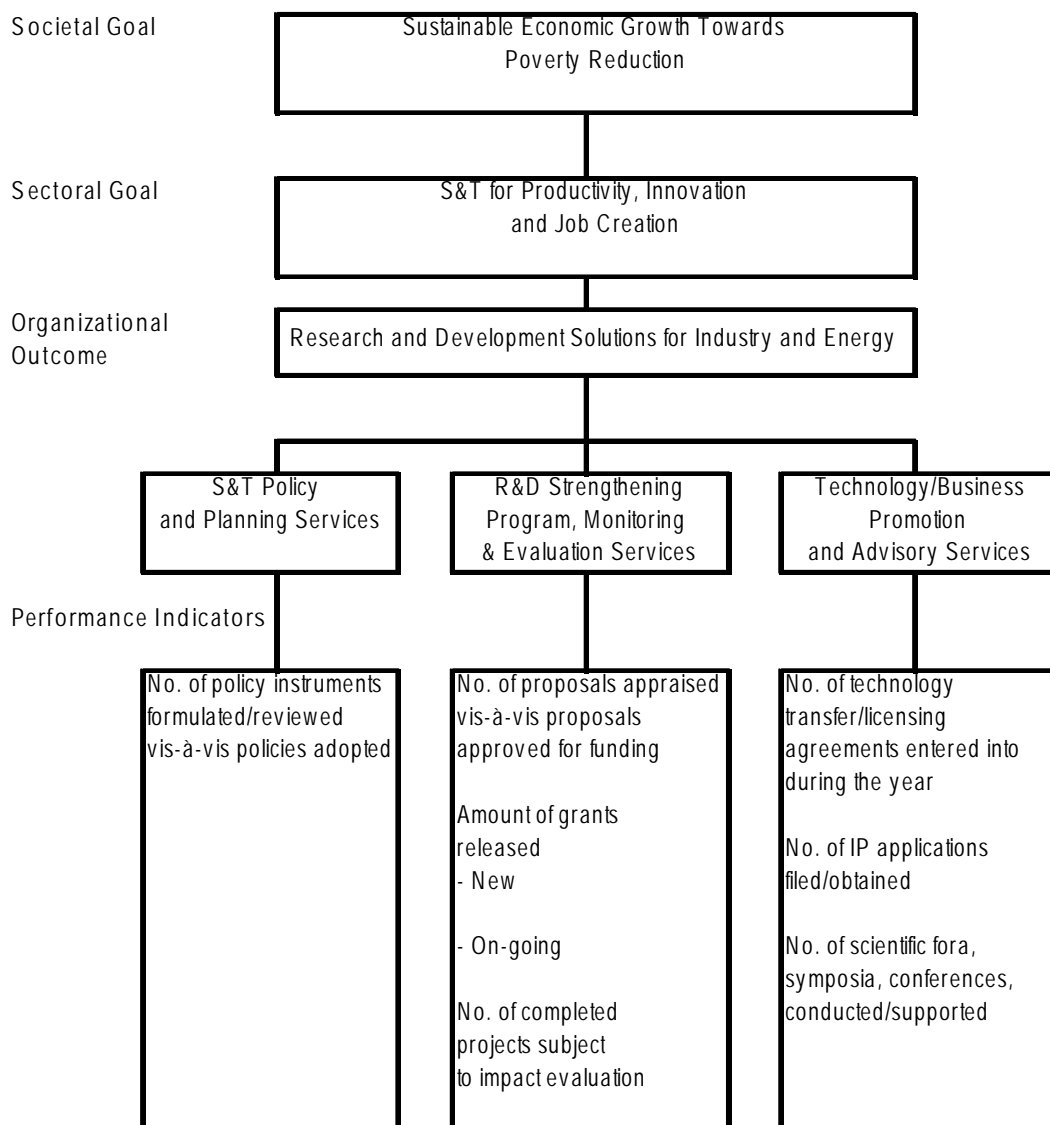 Societal Goal
Sustainable Economic Growth Towards
Poverty Reduction
Sectoral Goal
S&T for Productivity, Innovation
and Job Creation
Organizational
Outcome
Research and Development Solutions for Industry and Energy
S&T Policy
and Planning Services
R&D Strengthening
Program, Monitoring
& Evaluation Services
Technology/Business
Promotion
and Advisory Services
Performance Indicators
No. of policy instruments
formulated/reviewed
vis-à-vis policies adopted
No. of proposals appraised
vis-à-vis proposals
approved for funding
Amount of grants
released
- New
- On-going
No. of completed
projects subject
to impact evaluation
No. of technology
transfer/licensing
agreements entered into
during the year
No. of IP applications
filed/obtained
No. of scientific fora,
symposia, conferences,
conducted/supported